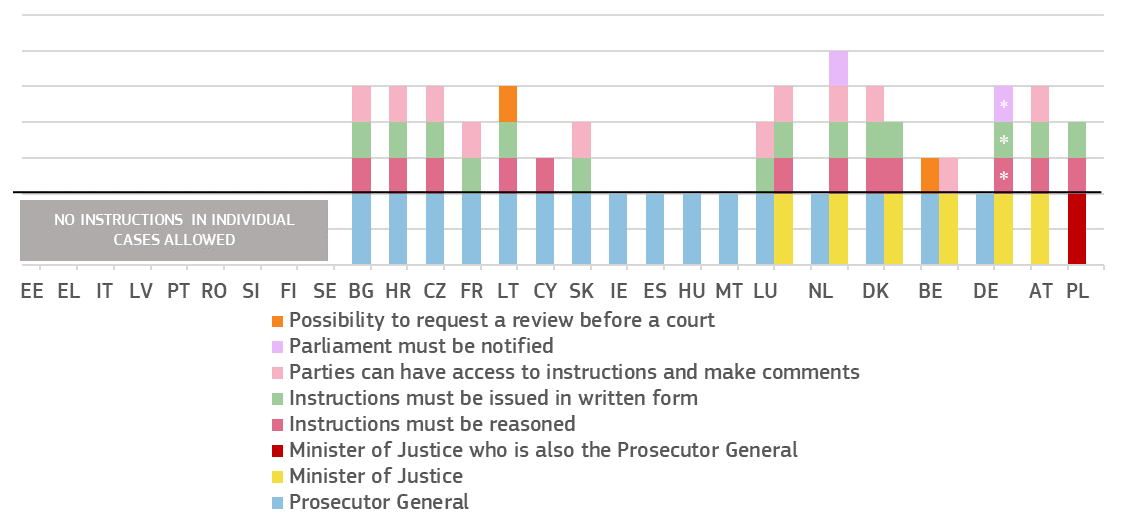 * 
*
*
NO INSTRUCTIONS IN INDIVIDUAL
CASES ALLOWED
EE EL IT LV PT RO SI FI SE BG HR CZ FR LT CY SK IE ES HU MT LU NL DK BE DE AT PL
Possibility to request a review before a court
Parliament must be notified
Parties can have access to instructions and make comments
Instructions must be issued in written form
Instructions must be reasoned
Minister of Justice who is also the Prosecutor General
Minister of Justice
Prosecutor General